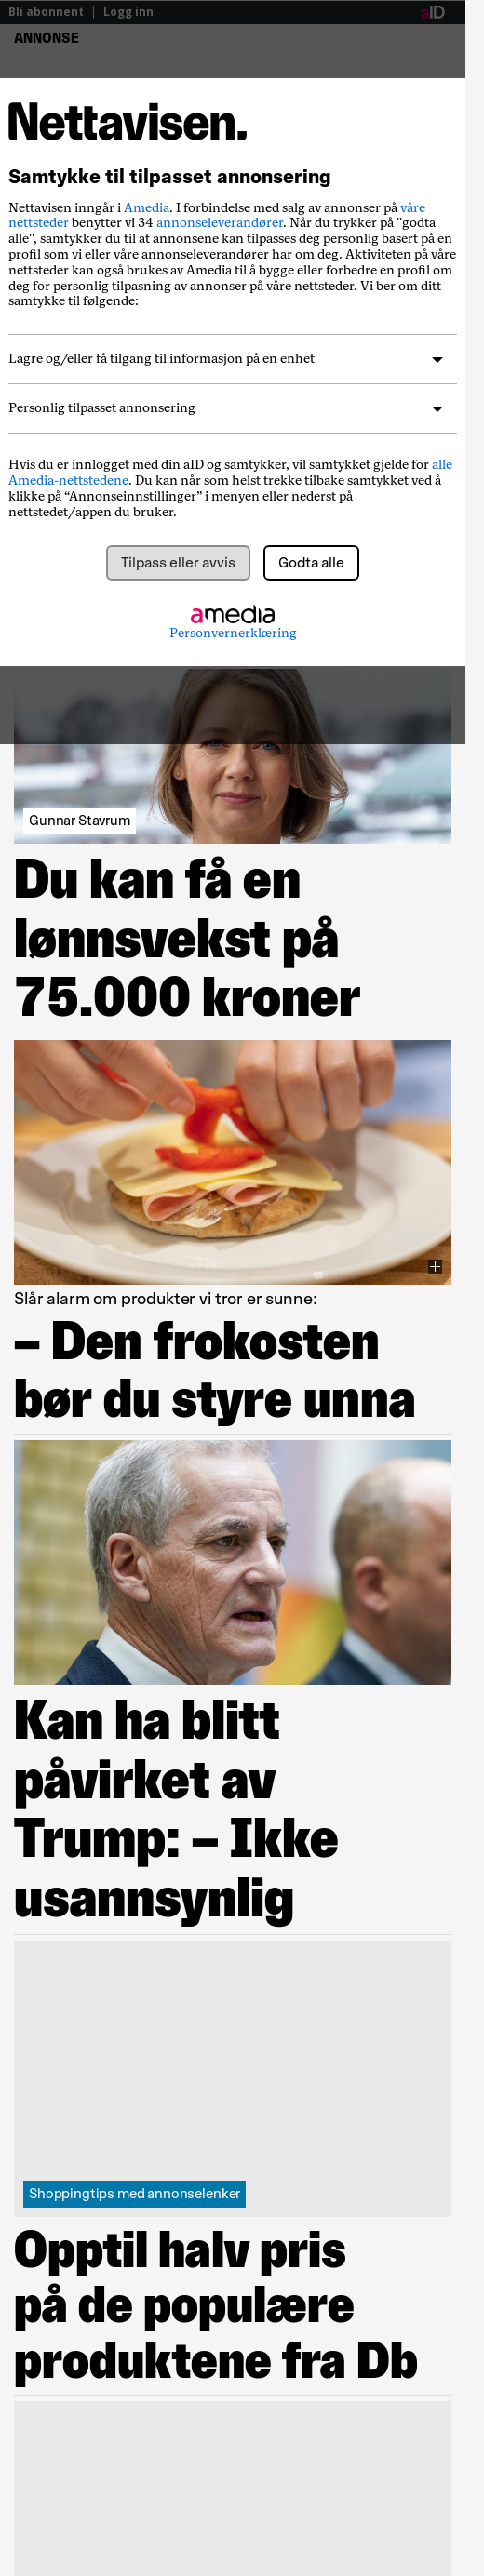 Bli abonnent | Logg inn aID
ANNONSE
Nettavisen.
Samtykke til tilpasset annonsering
Nettavisen inngår i Amedia. I forbindelse med salg av annonser på våre
nettsteder benytter vi 34 annonseleverandører. Når du trykker på "godta
alle", samtykker du til at annonsene kan tilpasses deg personlig basert på en
profil som vi eller våre annonseleverandører har om deg. Aktiviteten på våre
nettsteder kan også brukes av Amedia til å bygge eller forbedre en profil om
deg for personlig tilpasning av annonser på våre nettsteder. Vi ber om ditt
samtykke til følgende:
Lagre og/eller få tilgang til informasjon på en enhet
Personlig tilpasset annonsering
Hvis du er innlogget med din aID og samtykker, vil samtykket gjelde for alle
Amedia-nettstedene. Du kan når som helst trekke tilbake samtykket ved å
klikke på “Annonseinnstillinger” i menyen eller nederst på
nettstedet/appen du bruker.
Tilpass eller avvis
Godta alle
amedia
Personvernerklæring
Gunnar Stavrum
Du kan få en
lønnsvekst på
75.000 kroner
Slår alarm om produkter vi tror er sunne:
– Den frokosten
bør du styre unna
Kan ha blitt
påvirket av
Trump: – Ikke
usannsynlig
Shoppingtips med annonselenker
Opptil halv pris
på de populære
produktene fra Db